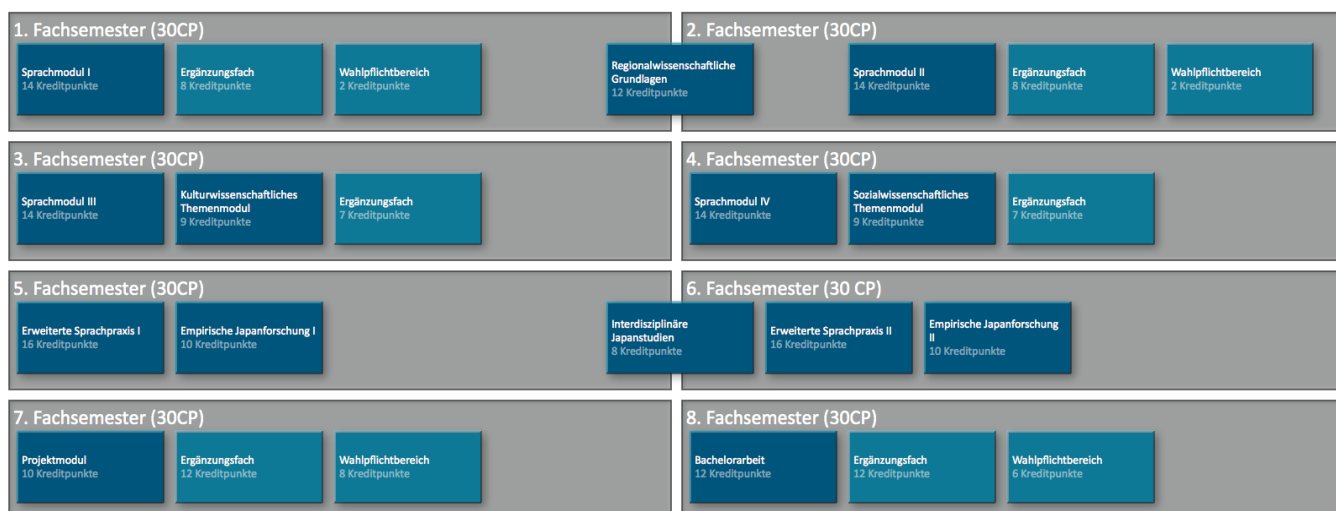 1. Fachsemester (30CP)
Sprachmodul I
14 Kreditpunkte
Ergänzungsfach
8 Kreditpunkte
Wahlpflichtbereich
2 Kreditpunkte
Regionalwissenschaftliche
Grundlagen
12 Kreditpunkte
2. Fachsemester (30CP)
Sprachmodul II
14 Kreditpunkte
Ergänzungsfach
8 Kreditpunkte
Wahlpflichtbereich
2 Kreditpunkte
3. Fachsemester (30CP)
Sprachmodul III
14 Kreditpunkte
Kulturwissenschaftliches
Themenmodul
9 Kreditpunkte
Ergänzungsfach
7 Kreditpunkte
4. Fachsemester (30CP)
Sprachmodul IV
14 Kreditpunkte
Sozialwissenschaftliches
Themenmodul
9 Kreditpunkte
Ergänzungsfach
7 Kreditpunkte
5. Fachsemester (30CP)
Erweiterte Sprachpraxis I
16 Kreditpunkte
Empirische Japanforschung I
10 Kreditpunkte
Interdisziplinäre
Japanstudien
8 Kreditpunkte
6. Fachsemester (30 CP)
Erweiterte Sprachpraxis II
16 Kreditpunkte
Empirische Japanforschung
II
10 Kreditpunkte
7. Fachsemester (30CP)
Projektmodul
10 Kreditpunkte
Ergänzungsfach
12 Kreditpunkte
Wahlpflichtbereich
8 Kreditpunkte
8. Fachsemester (30CP)
Bachelorarbeit
12 Kreditpunkte
Ergänzungsfach
12 Kreditpunkte
Wahlpflichtbereich
6 Kreditpunkte